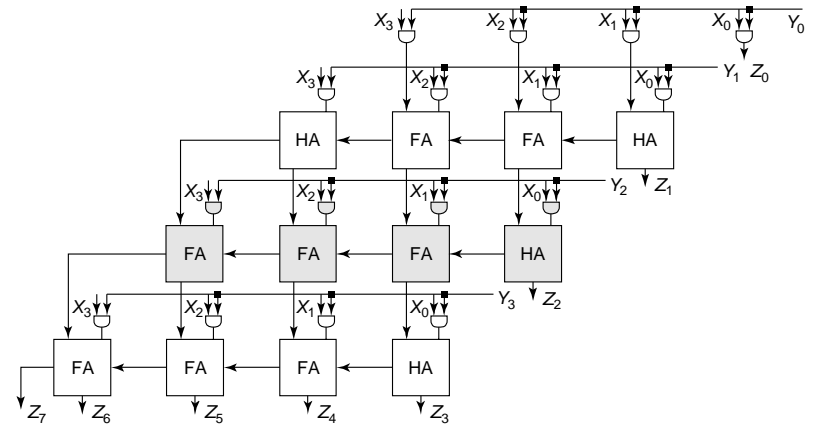 X3 X2 X1 X0 Y0
X3 X2 X1 X0 Y1 Z0
HA FA FA HA
X3 X2 X1 X0 Y2 Z1
FA FA FA HA
X3 X2 X1 X0 Y3 Z2
FA FA FA HA
Z7 Z6 Z5 Z4 Z3